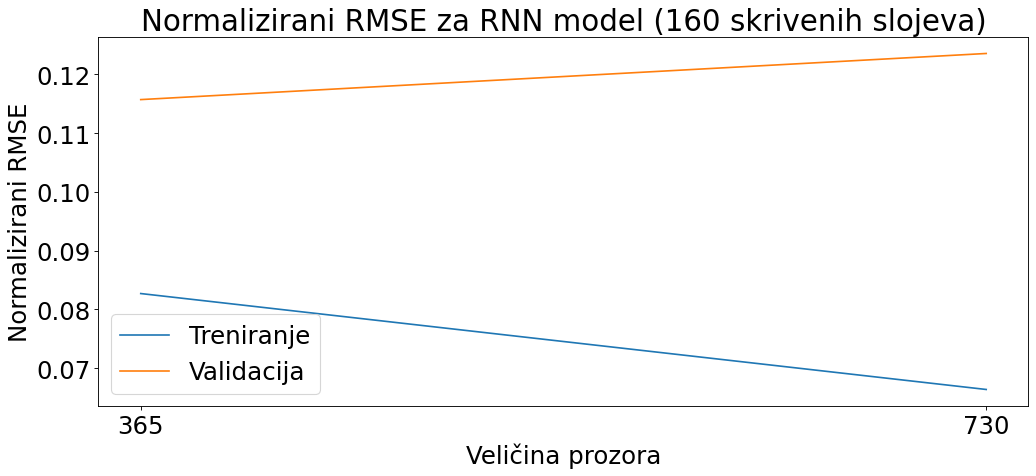 Normalizirani RMSE za RNN model (160 skrivenih slojeva)
Normalizirani RMSE
0.12
0.11
0.10
0.09
0.08
0.07
Treniranje
Validacija
365
730
Veličina prozora